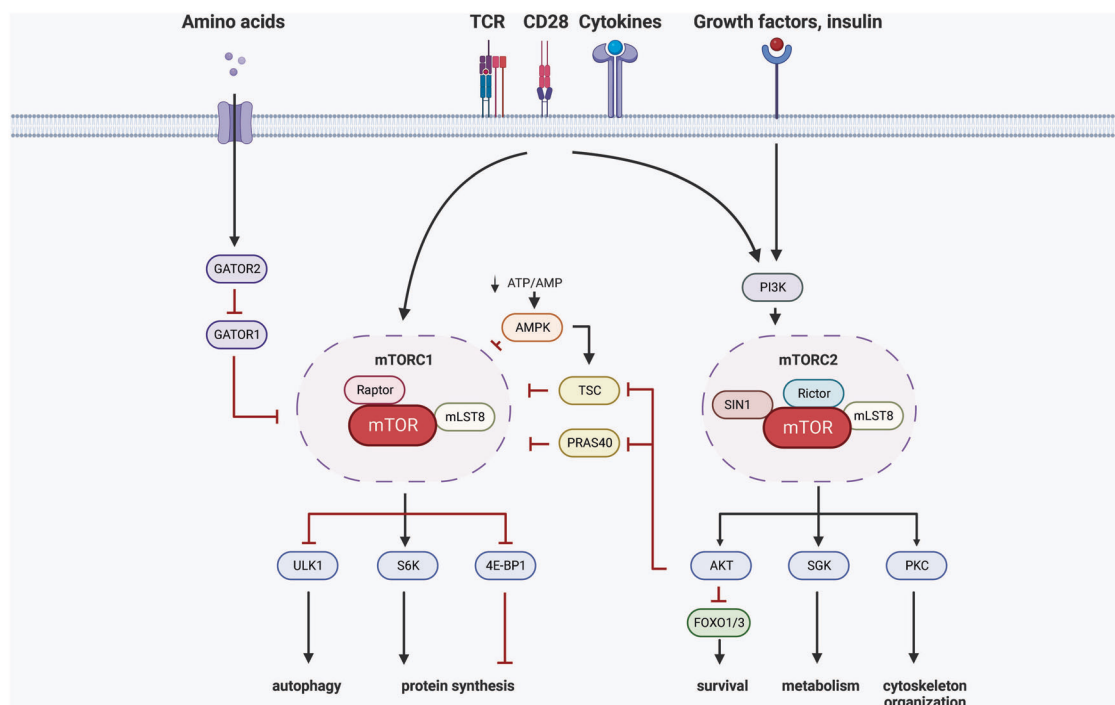 Amino acids
TCR
CD28
Cytokines
Growth factors, insulin
GATOR2
GATOR1
ATP/AMP
AMPK
PI3K
mTORC1
Raptor
mTOR
mLST8
TSC
PRAS40
mTORC2
SIN1
Rictor
mTOR
mLST8
ULK1
S6K
4E-BP1
AKT
SGK
PKC
FOXO1/3
autophagy
protein synthesis
survival
metabolism
cytoskeleton
organization